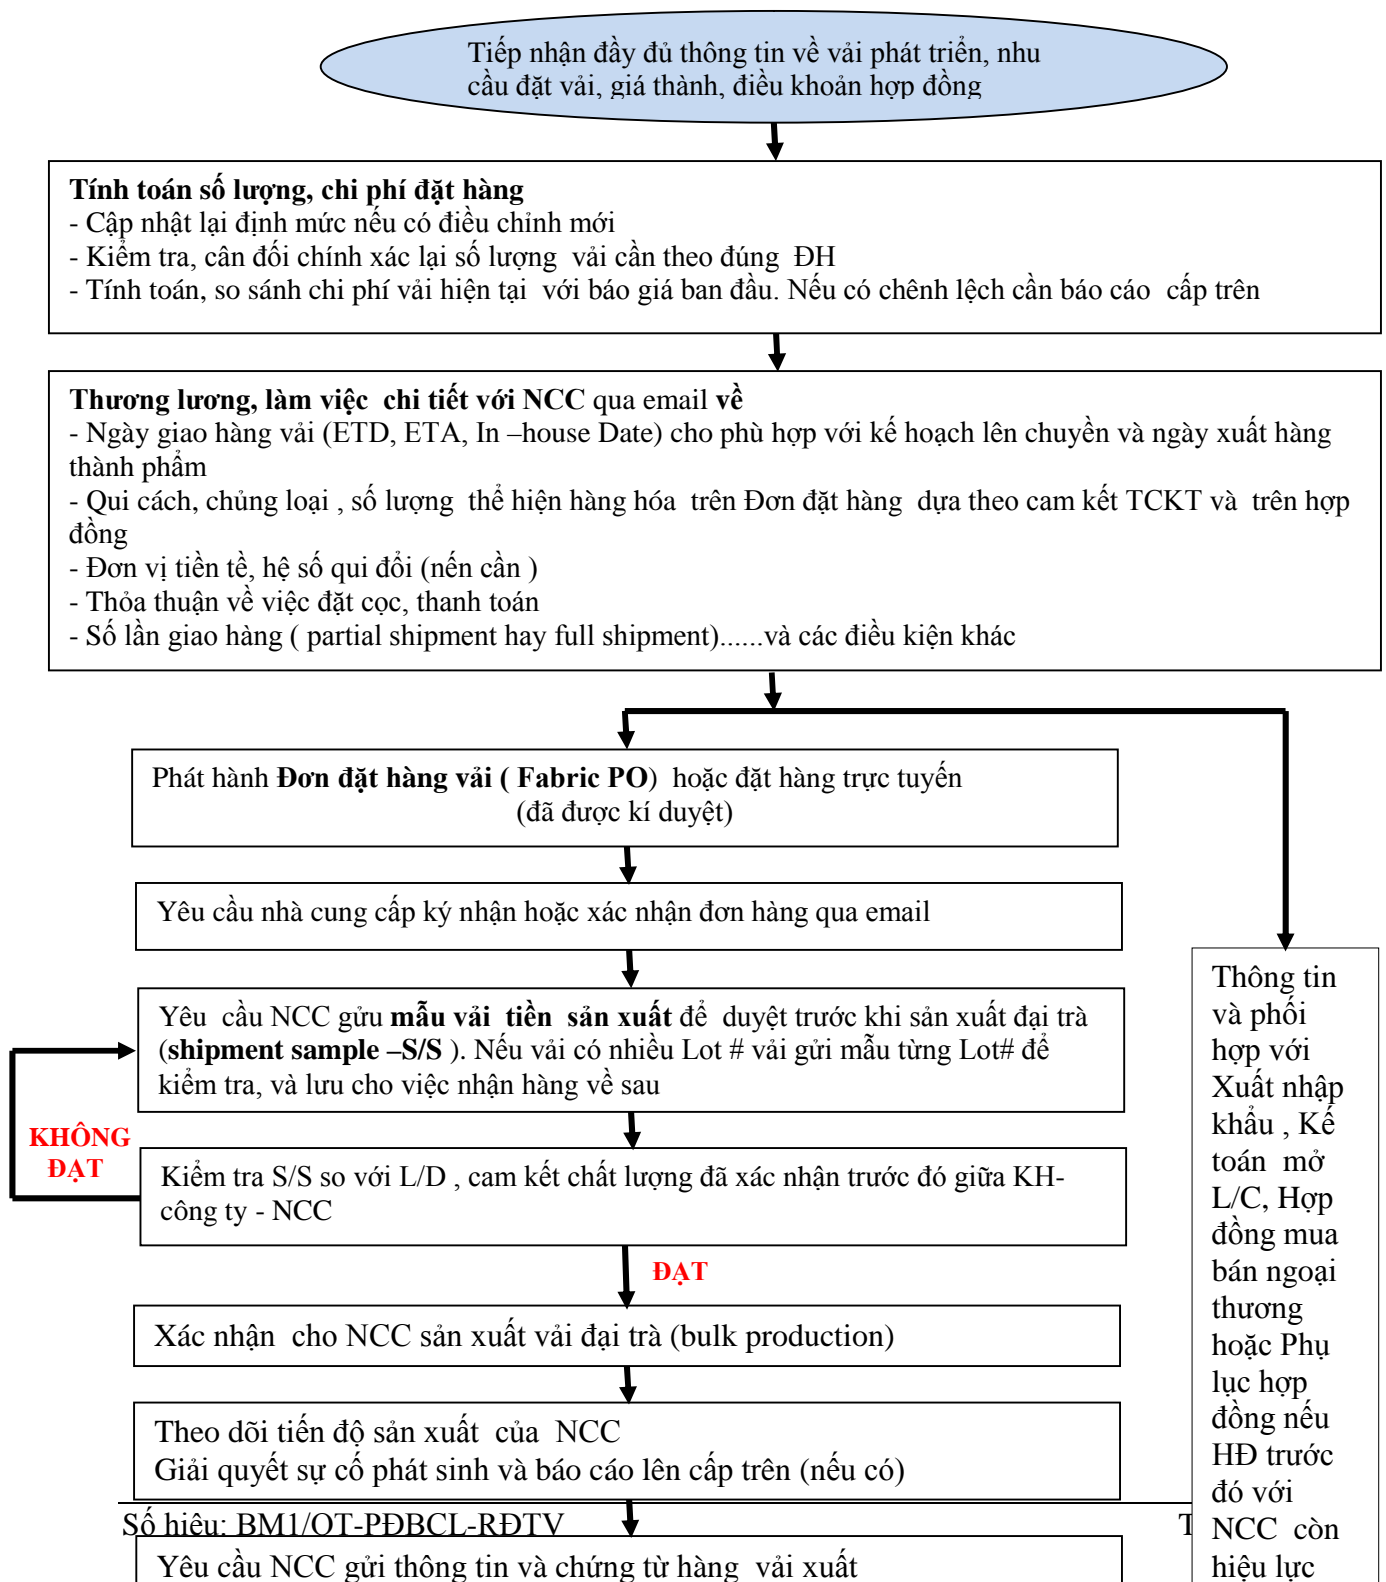 Tiếp nhận đầy đủ thông tin về vải phát triển, nhu
cầu đặt vải, giá thành, điều khoản hợp đồng
Tính toán số lượng, chi phí đặt hàng
- Cập nhật lại định mức nếu có điều chỉnh mới
- Kiểm tra, cân đối chính xác lại số lượng vải cần theo đúng ĐH
- Tính toán, so sánh chi phí vải hiện tại với báo giá ban đầu. Nếu có chênh lệch cần báo cáo cấp trên
Thương lương, làm việc chi tiết với NCC qua email về
- Ngày giao hàng vải (ETD, ETA, In –house Date) cho phù hợp với kế hoạch lên chuyền và ngày xuất hàng
thành phẩm
- Qui cách, chủng loại , số lượng thể hiện hàng hóa trên Đơn đặt hàng dựa theo cam kết TCKT và trên hợp
đồng
- Đơn vị tiền tề, hệ số qui đổi (nến cần )
- Thỏa thuận về việc đặt cọc, thanh toán
- Số lần giao hàng ( partial shipment hay full shipment)......và các điều kiện khác
Phát hành Đơn đặt hàng vải ( Fabric PO) hoặc đặt hàng trực tuyến
(đã được kí duyệt)
Yêu cầu nhà cung cấp ký nhận hoặc xác nhận đơn hàng qua email
Yêu cầu NCC gửu mẫu vải tiền sản xuất để duyệt trước khi sản xuất đại trà
(shipment sample –S/S ). Nếu vải có nhiều Lot # vải gửi mẫu từng Lot# để
kiểm tra, và lưu cho việc nhận hàng về sau
KHÔNG
ĐẠT
Kiểm tra S/S so với L/D , cam kết chất lượng đã xác nhận trước đó giữa KH-
công ty - NCC
ĐẠT
Xác nhận cho NCC sản xuất vải đại trà (bulk production)
Theo dõi tiến độ sản xuất của NCC
Giải quyết sự cố phát sinh và báo cáo lên cấp trên (nếu có)
Số hiệu: BM1/QT-PĐBCL-RĐTV
T
Yêu cầu NCC gửi thông tin và chứng từ hàng vải xuất
Thông tin
và phối
hợp với
Xuất nhập
khẩu , Kế
toán mở
L/C, Hợp
đồng mua
bán ngoại
thương
hoặc Phụ
lục hợp
đồng nếu
HĐ trước
đó với
NCC còn
hiệu lực